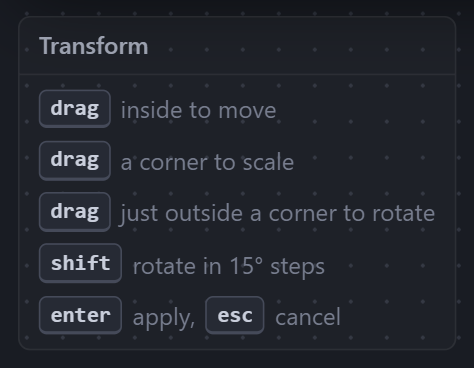 Transform
drag inside to move
drag a corner to scale
drag just outside a corner to rotate
shift rotate in 15° steps
enter apply, esc cancel